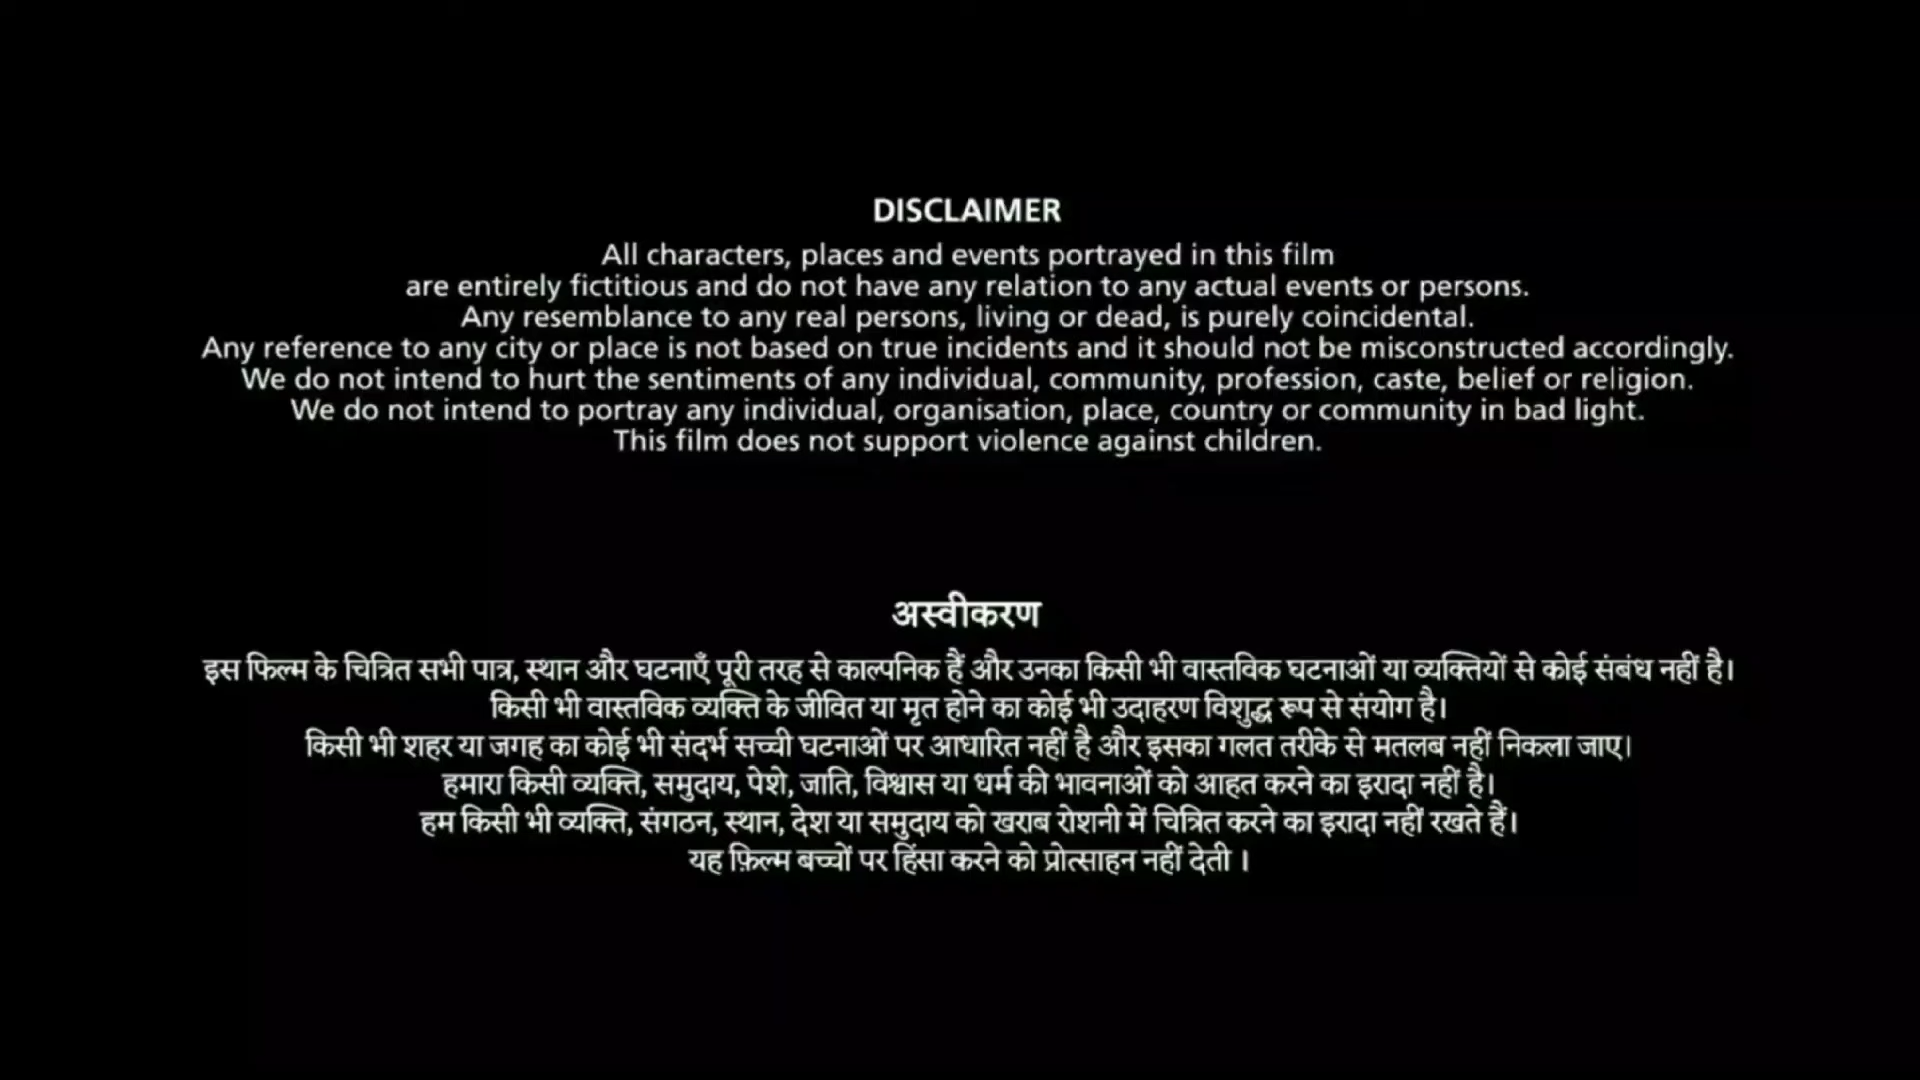 DISCLAIMER
All characters, places and events portrayed in this film
are entirely fictitious and do not have any relation to any actual events or persons.
Any resemblance to any real persons, living or dead, is purely coincidental.
Any reference to any city or place is not based on true incidents and it should not be misconstructed accordingly.
We do not intend to hurt the sentiments of any individual, community, profession, caste, belief or religion.
We do not intend to portray any individual, organisation, place, country or community in bad light.
This film does not support violence against children.
अस्वीकरण
इस फिल्म के चित्रित सभी पात्र, स्थान और घटनाएँ पूरी तरह से काल्पनिक हैं और उनका किसी भी वास्तविक घटनाओं या व्यक्तियों से कोई संबंध नहीं है।
किसी भी वास्तविक व्यक्ति के जीवित या मृत होने का कोई भी उदाहरण विशुद्ध रूप से संयोग है।
किसी भी शहर या जगह का कोई भी संदर्भ सच्ची घटनाओं पर आधारित नहीं है और इसका गलत तरीके से मतलब नहीं निकला जाए।
हमारा किसी व्यक्ति, समुदाय, पेशे, जाति, विश्वास या धर्म की भावनाओं को आहत करने का इरादा नहीं है।
हम किसी भी व्यक्ति, संगठन, स्थान, देश या समुदाय को खराब रोशनी में चित्रित करने का इरादा नहीं रखते हैं।
यह फ़िल्म बच्चों पर हिंसा करने को प्रोत्साहन नहीं देती ।